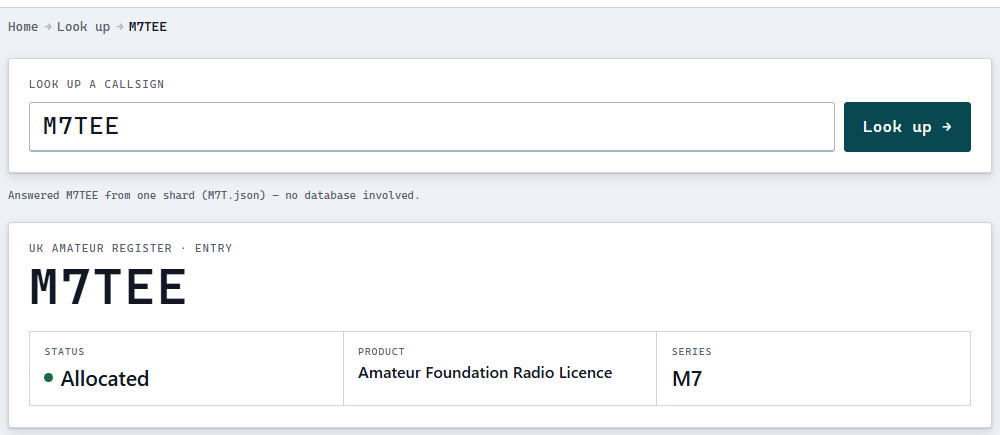 Home → Look up → M7TEE
LOOK UP A CALLSIGN
M7TEE
Look up →
Answered M7TEE from one shard (M7T.json) — no database involved.
UK AMATEUR REGISTER · ENTRY
M7TEE
STATUS
Allocated
PRODUCT
Amateur Foundation Radio Licence
SERIES
M7